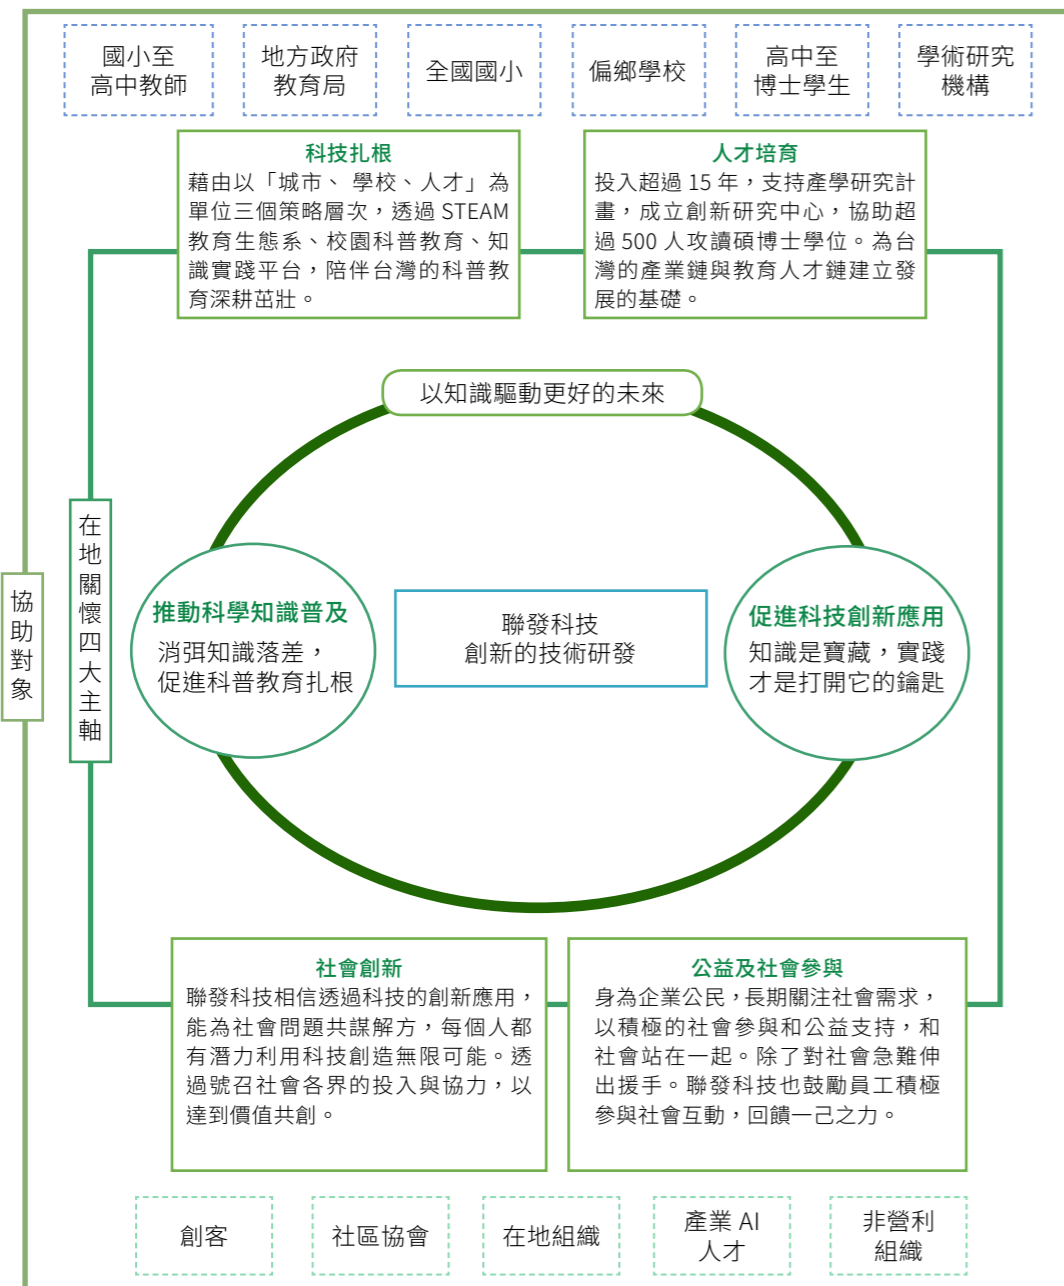 國小至
高中教師
地方政府
教育局
全國國小
偏鄉學校
高中至
博士學生
學術研究
機構
科技扎根
藉由以「城市、 學校、人才」為
單位三個策略層次，透過 STEAM
教育生態系、校園科普教育、知
識實踐平台，陪伴台灣的科普教
育深耕茁壯。
人才培育
投入超過 15 年，支持產學研究計
畫，成立創新研究中心，協助超
過 500 人攻讀碩博士學位。為台
灣的產業鏈與教育人才鏈建立發
展的基礎。
以知識驅動更好的未來
協助對象
在地關懷四大主軸
推動科學知識普及
消弭知識落差，
促進科普教育扎根
聯發科技
創新的技術研發
促進科技創新應用
知識是寶藏，實踐
才是打開它的鑰匙
社會創新
聯發科技相信透過科技的創新應用，
能為社會問題共謀解方，每個人都
有潛力利用科技創造無限可能。透
過號召社會各界的投入與協力，以
達到價值共創。
公益及社會參與
身為企業公民，長期關注社會需求，
以積極的社會參與和公益支持，和
社會站在一起。除了對社會急難伸
出援手。聯發科技也鼓勵員工積極
參與社會互動，回饋一己之力。
創客
社區協會
在地組織
產業 AI
人才
非營利
組織